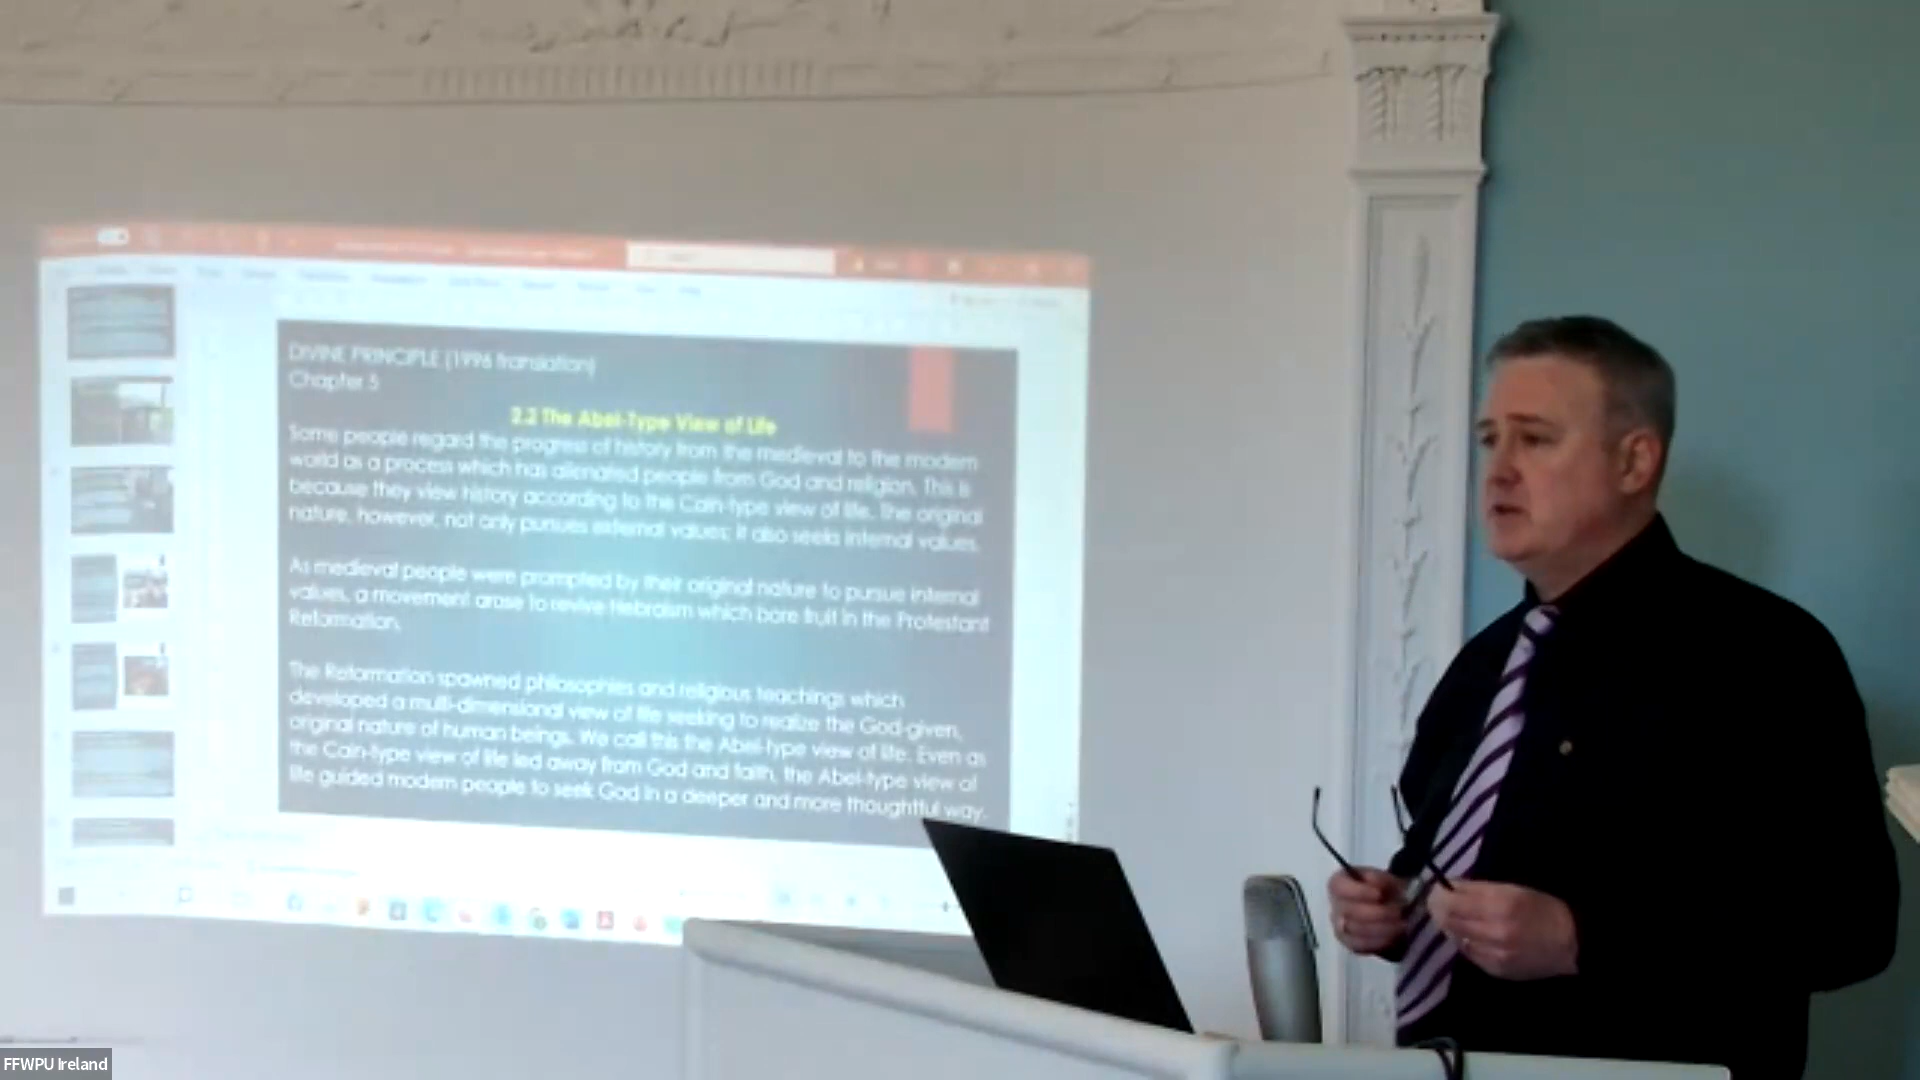 DIVINE PRINCIPLE (1996 translation)
Chapter 5
2.2 The Abel-Type View of Life
Some people regard the progress of history from the medieval to the modern
world as a process which has alienated people from God and religion. This is
because they view history according to the Cain-type view of life. The original
nature, however, not only pursues external values; it also seeks internal values.
As medieval people were prompted by their original nature to pursue internal
values, a movement arose to revive Hebraism which bore fruit in the Protestant
Reformation.
The Reformation spawned philosophies and religious teachings which
developed a multi-dimensional view of life seeking to realize the God-given,
original nature of human beings. We call this the Abel-type view of life. Even as
the Cain-type view of life led away from God and faith, the Abel-type view of
life guided modern people to seek God in a deeper and more thoughtful way.
FFWPU Ireland